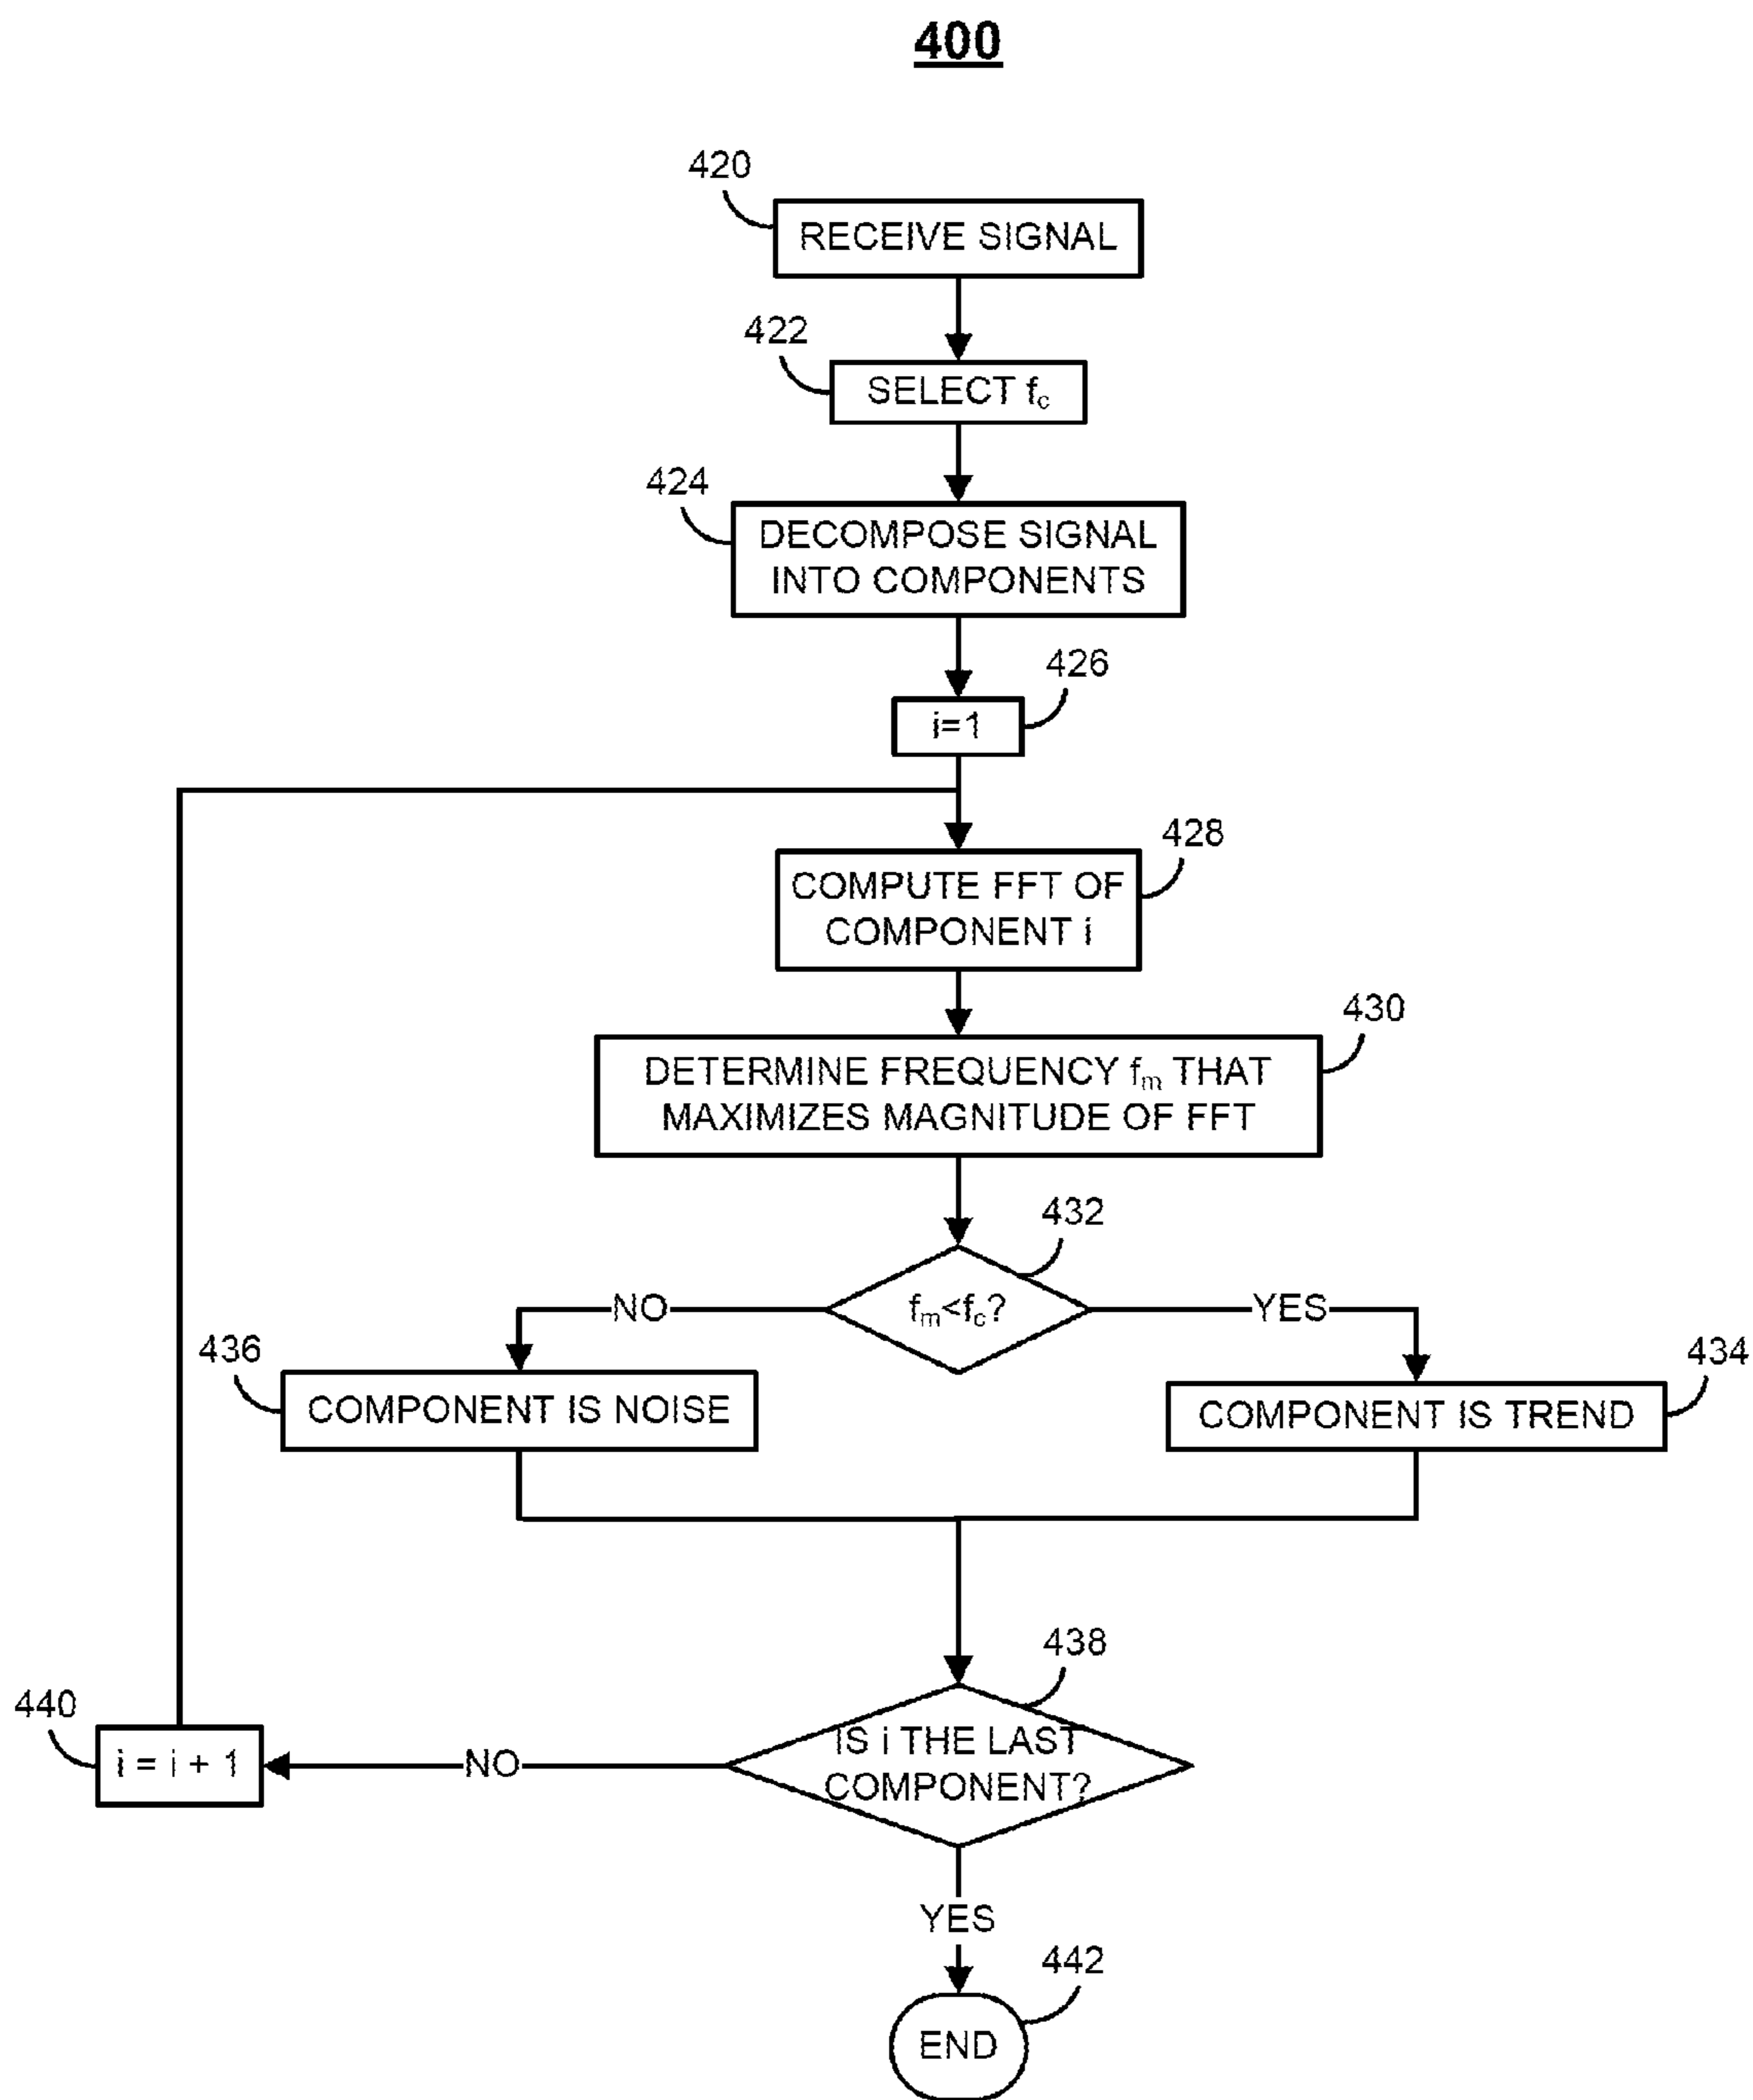 400
420
RECEIVE SIGNAL
422
SELECT fc
424
DECOMPOSE SIGNAL
INTO COMPONENTS
426
i=1
428
COMPUTE FFT OF
COMPONENT i
430
DETERMINE FREQUENCY fm THAT
MAXIMIZES MAGNITUDE OF FFT
432
fm<fc?
NO
YES
436
COMPONENT IS NOISE
434
COMPONENT IS TREND
438
IS i THE LAST
COMPONENT?
440
i = i + 1
NO
YES
442
END